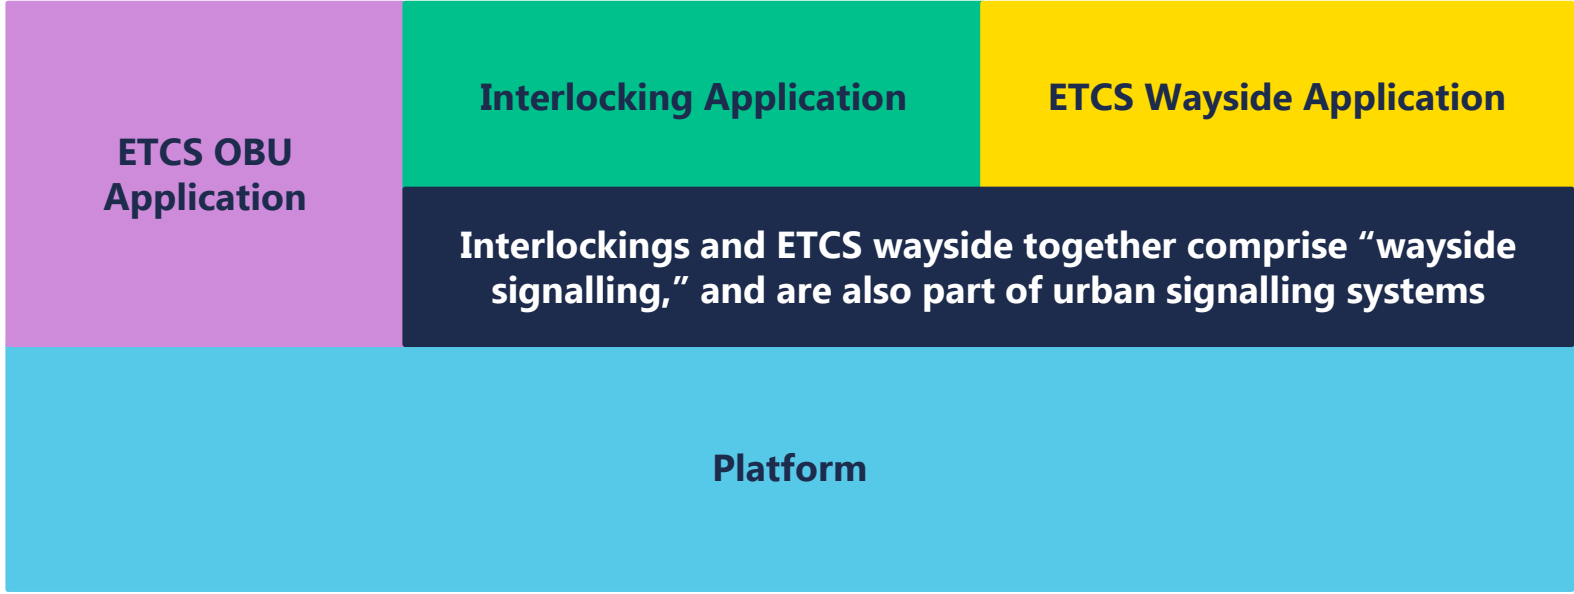 ETCS OBU
Application
Interlocking Application
ETCS Wayside Application
Interlockings and ETCS wayside together comprise “wayside
signalling,” and are also part of urban signalling systems
Platform